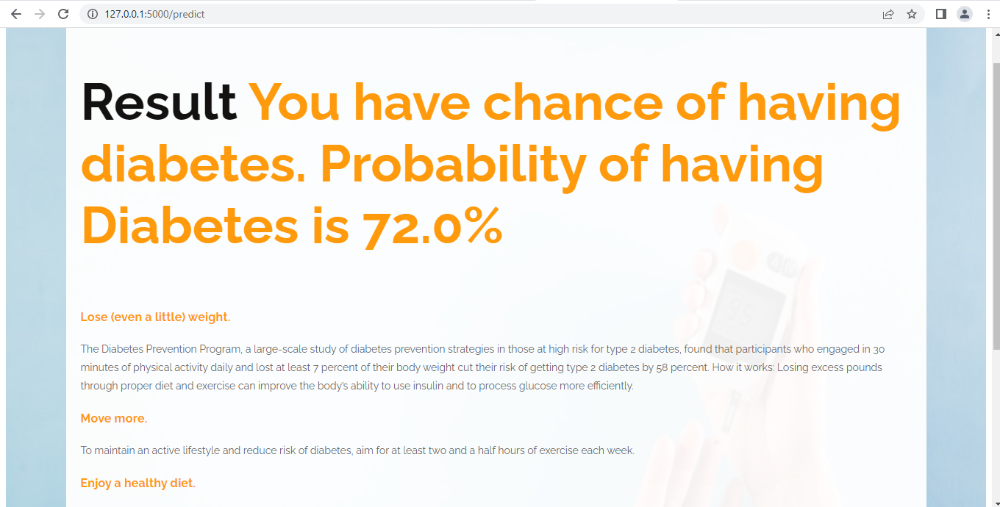 127.0.0.1:5000/predict
Result You have chance of having
diabetes. Probability of having
Diabetes is 72.0%
Lose (even a little) weight.
The Diabetes Prevention Program, a large-scale study of diabetes prevention strategies in those at high risk for type 2 diabetes, found that participants who engaged in 30
minutes of physical activity daily and lost at least 7 percent of their body weight cut their risk of getting type 2 diabetes by 58 percent. How it works: Losing excess pounds
through proper diet and exercise can improve the body's ability to use insulin and to process glucose more efficiently.
Move more.
To maintain an active lifestyle and reduce risk of diabetes, aim for at least two and a half hours of exercise each week.
Enjoy a healthy diet.